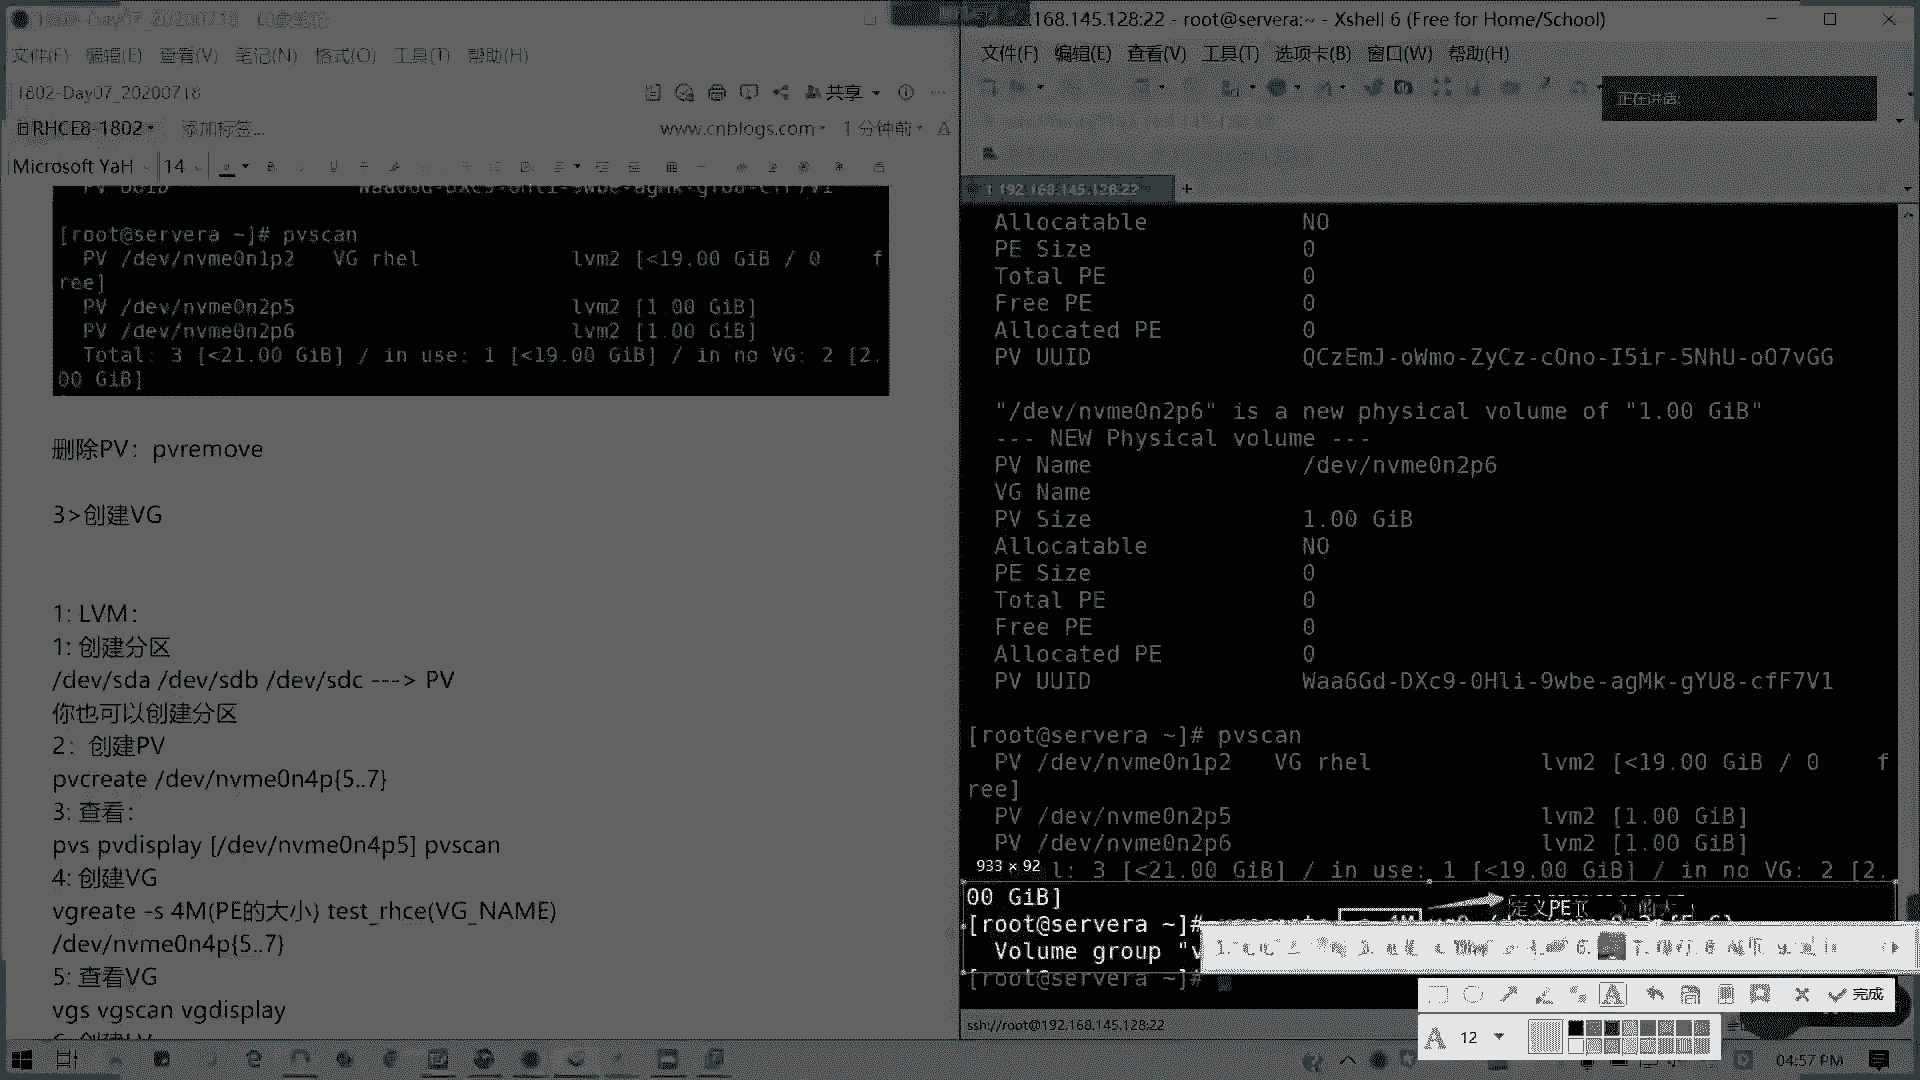 1802-Day07_20200718
文件(F) 编辑(E) 查看(V) 笔记(N) 格式(O) 工具(T) 帮助(H)
1802-Day07_20200718
共享
RHCE8-1802
添加标签...
www.cnblogs.com
1 分钟前
Microsoft YaH
14
[root@servera ~]# pvscan
PV /dev/nvme0n1p2 VG rhel lvm2 [<19.00 GiB / 0 f
ree]
PV /dev/nvme0n2p5 lvm2 [1.00 GiB]
PV /dev/nvme0n2p6 lvm2 [1.00 GiB]
Total: 3 [<21.00 GiB] / in use: 1 [<19.00 GiB] / in no VG: 2 [2.
00 GiB]
删除PV：pvremove
3>创建VG
1: LVM：
1: 创建分区
/dev/sda /dev/sdb /dev/sdc ---> PV
你也可以创建分区
2：创建PV
pvcreate /dev/nvme0n4p{5..7}
3: 查看：
pvs pvdisplay [/dev/nvme0n4p5] pvscan
4: 创建VG
vgreate -s 4M(PE的大小) test_rhce(VG_NAME)
/dev/nvme0n4p{5..7}
5: 查看VG
vgs vgscan vgdisplay
168.145.128:22 - root@servera:~ - Xshell 6 (Free for Home/School)
文件(F) 编辑(E) 查看(V) 工具(T) 选项卡(B) 窗口(W) 帮助(H)
正在讲话:
1 192.168.145.128:22
Allocatable NO
PE Size 0
Total PE 0
Free PE 0
Allocated PE 0
PV UUID QCzEmJ-oWmo-ZyCz-cOno-I5ir-5NhU-oO7vGG
"/dev/nvme0n2p6" is a new physical volume of "1.00 GiB"
--- NEW Physical volume ---
PV Name /dev/nvme0n2p6
VG Name
PV Size 1.00 GiB
Allocatable NO
PE Size 0
Total PE 0
Free PE 0
Allocated PE 0
PV UUID Waa6Gd-DXc9-0Hli-9wbe-agMk-gYU8-cfF7V1
[root@servera ~]# pvscan
PV /dev/nvme0n1p2 VG rhel lvm2 [<19.00 GiB / 0 f
ree]
PV /dev/nvme0n2p5 lvm2 [1.00 GiB]
PV /dev/nvme0n2p6 lvm2 [1.00 GiB]
933 × 92
l: 3 [<21.00 GiB] / in use: 1 [<19.00 GiB] / in no VG: 2 [2.
00 GiB]
定义PE
[root@servera ~]#
Volume group "v
[root@servera ~]#
完成
ssh://root@192.168.145.128:22
A 12
04:57 PM